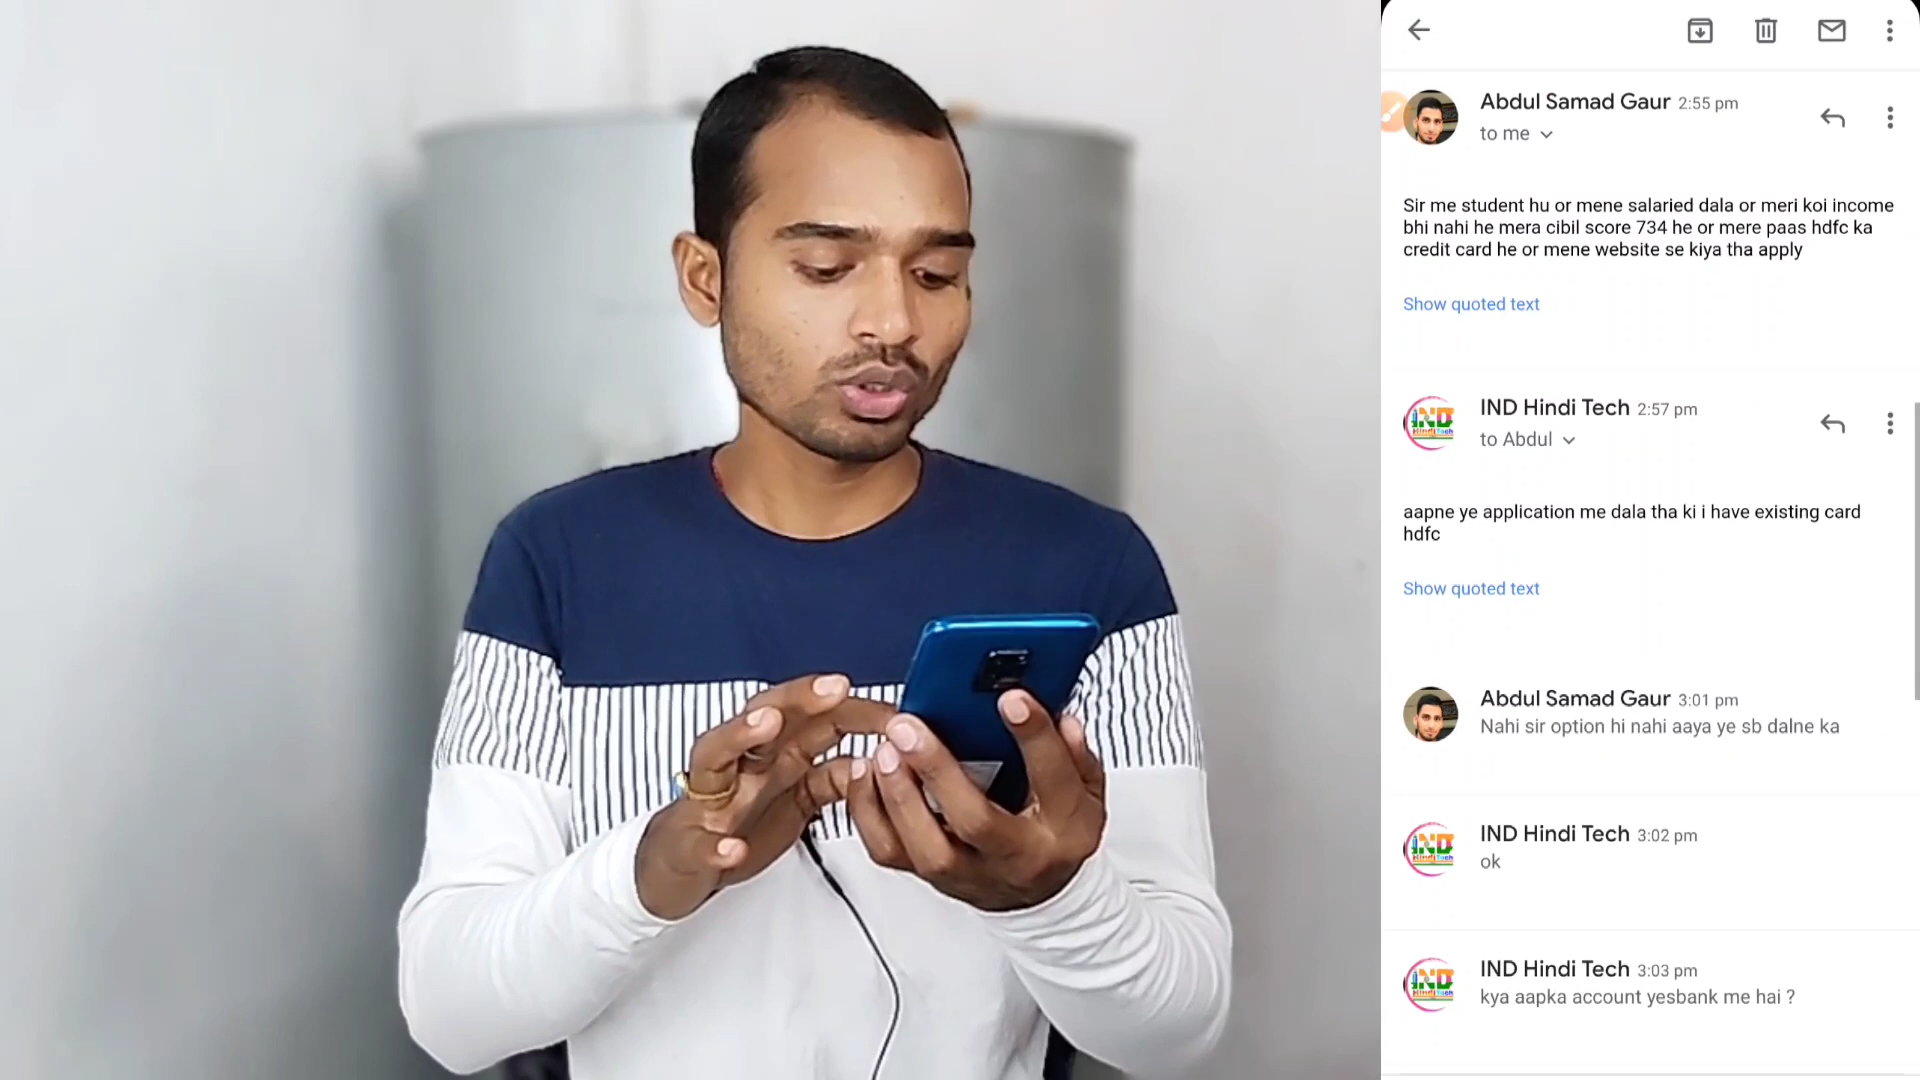 Abdul Samad Gaur 2:55 pm
to me
Sir me student hu or mene salaried dala or meri koi income
bhi nahi he mera cibil score 734 he or mere paas hdfc ka
credit card he or mene website se kiya tha apply
Show quoted text
IND Hindi Tech 2:57 pm
to Abdul
aapne ye application me dala tha ki i have existing card
hdfc
Show quoted text
Abdul Samad Gaur 3:01 pm
Nahi sir option hi nahi aaya ye sb dalne ka
IND Hindi Tech 3:02 pm
ok
IND Hindi Tech 3:03 pm
kya aapka account yesbank me hai ?